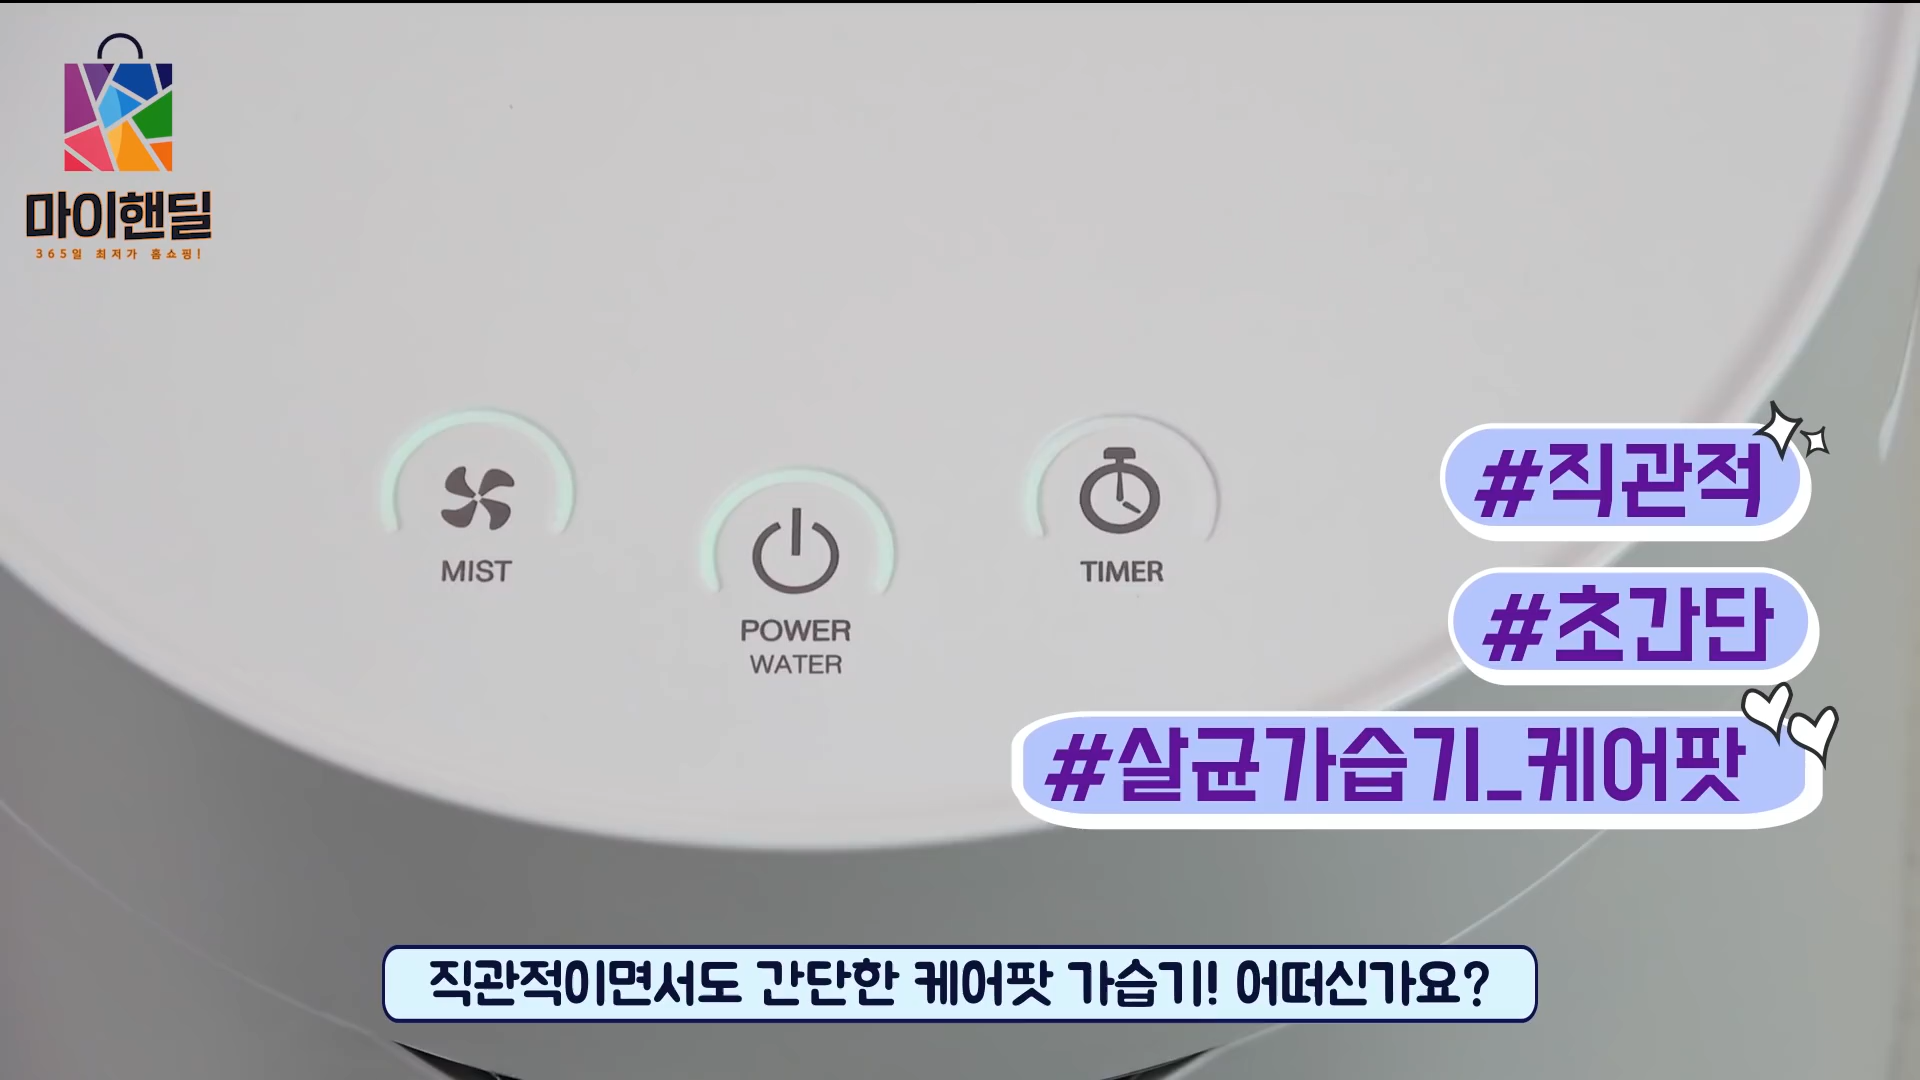 마이핸딜
365일 최저가 홈쇼핑!
MIST
POWER
WATER
TIMER
#직관적
#초간단
#살균가습기_케어팟
직관적이면서도 간단한 케어팟 가습기! 어떠신가요?